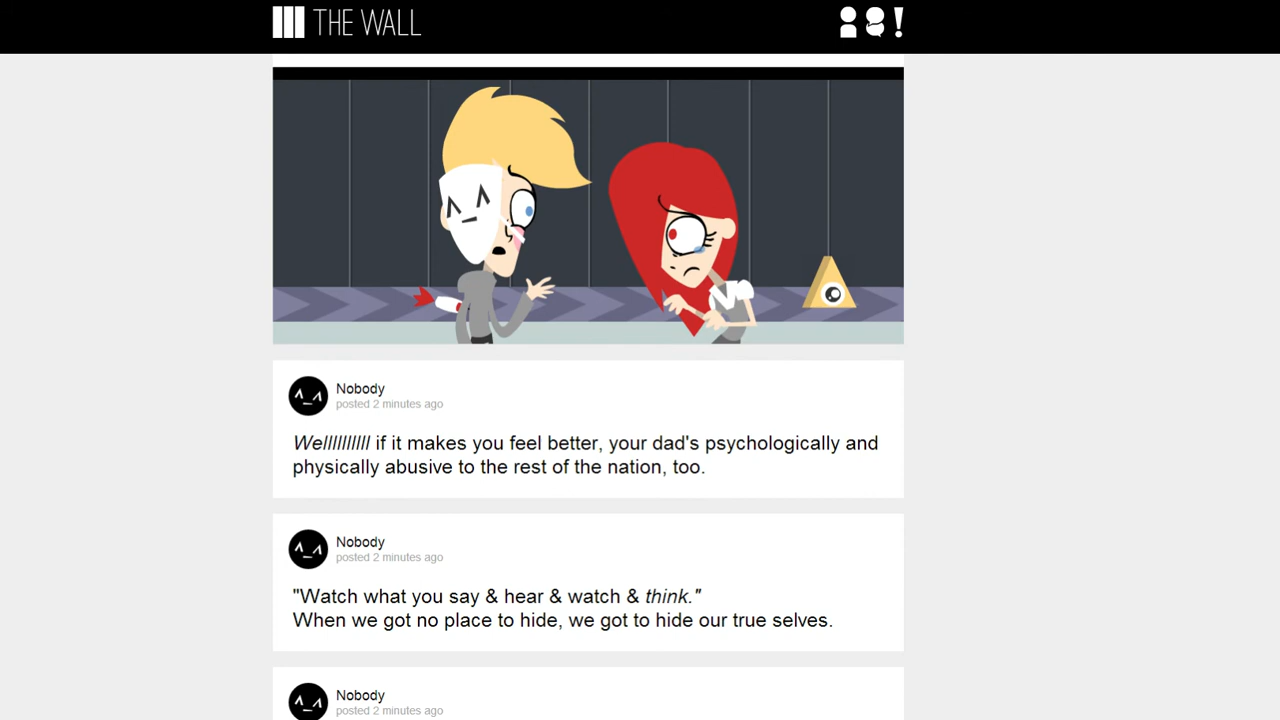 THE WALL
Nobody
posted 2 minutes ago
Wellllllllll if it makes you feel better, your dad's psychologically and
physically abusive to the rest of the nation, too.
Nobody
posted 2 minutes ago
"Watch what you say & hear & watch & think."
When we got no place to hide, we got to hide our true selves.
Nobody
posted 2 minutes ago